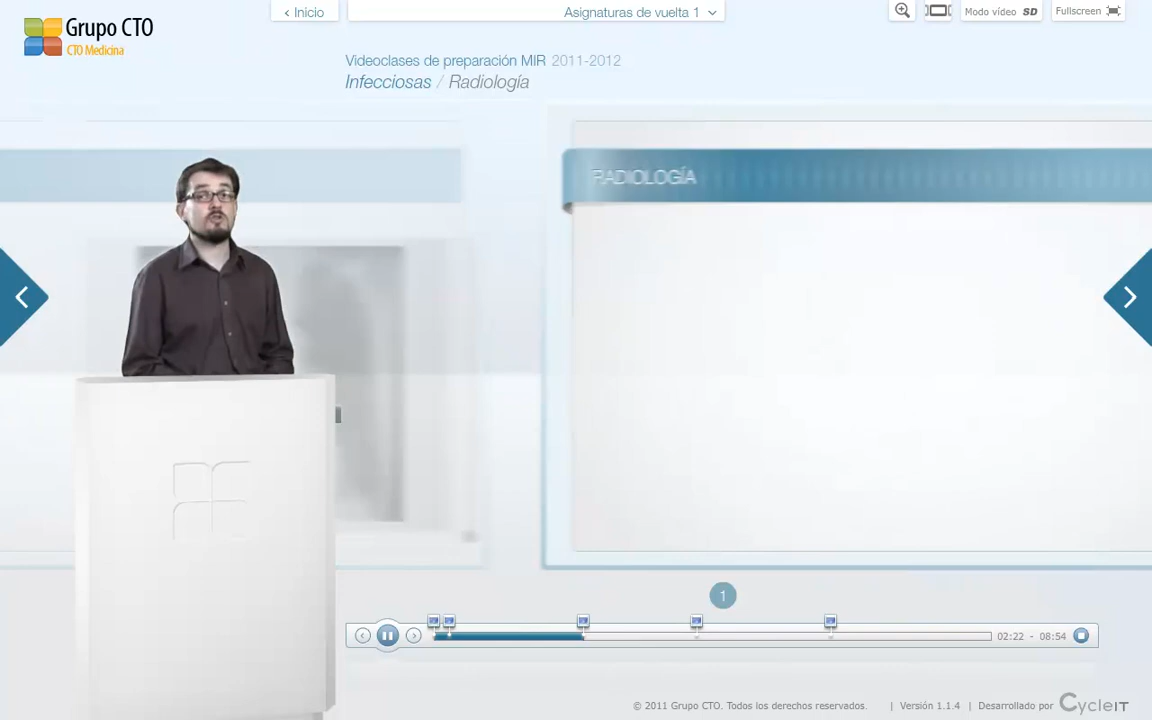 Grupo CTO
CTO Medicina
‹ Inicio
Asignaturas de vuelta 1
Modo vídeo SD
Fullscreen
Videoclases de preparación MIR 2011-2012
Infecciosas / Radiología
RADIOLOGÍA
1
02:22 - 08:54
© 2011 Grupo CTO. Todos los derechos reservados. | Versión 1.1.4 | Desarrollado por CycleIT